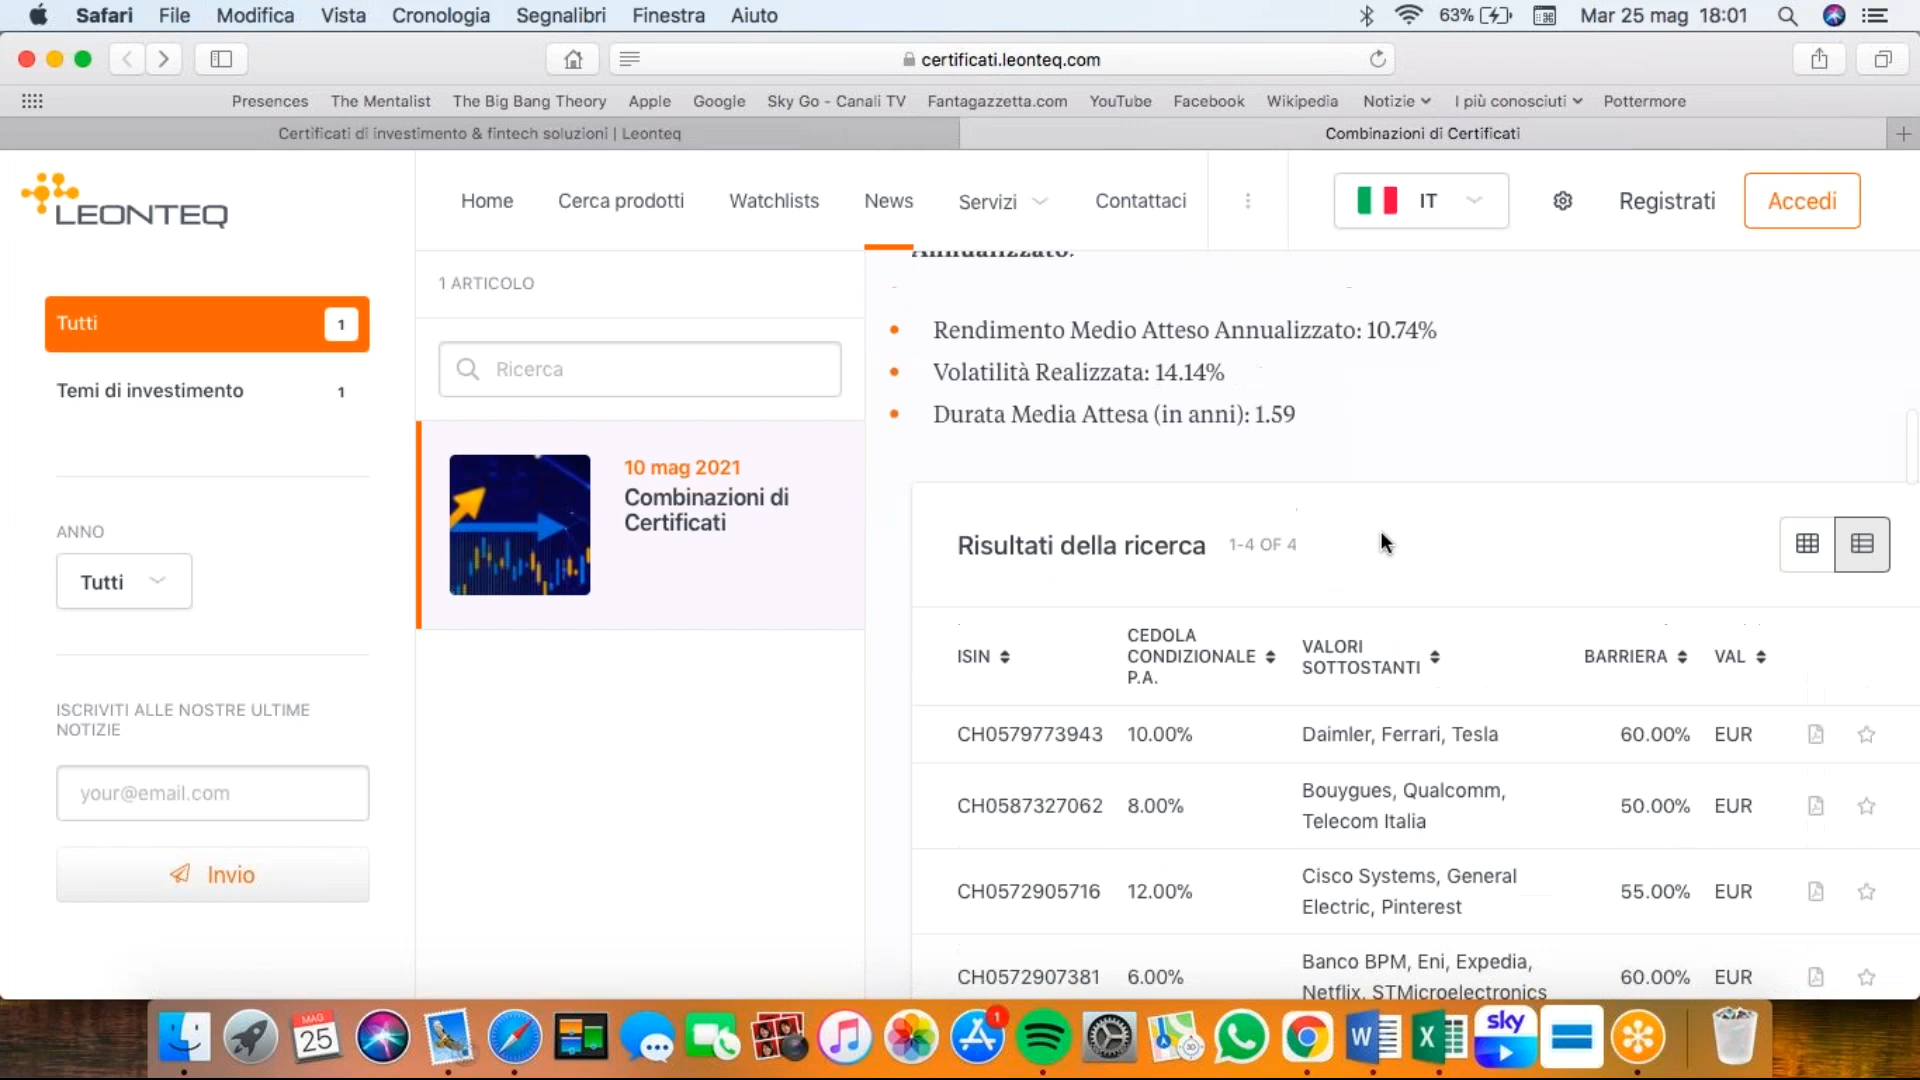 Safari File Modifica Vista Cronologia Segnalibri Finestra Aiuto 63% Mar 25 mag 18:01
certificati.leonteq.com
Presences The Mentalist The Big Bang Theory Apple Google Sky Go - Canali TV Fantagazzetta.com YouTube Facebook Wikipedia Notizie I più conosciuti Pottermore
Certificati di investimento & fintech soluzioni | Leonteq Combinazioni di Certificati
LEONTEQ
Home Cerca prodotti Watchlists News Servizi Contattaci IT Registrati Accedi
Tutti 1
Temi di investimento 1
ANNO
Tutti
ISCRIVITI ALLE NOSTRE ULTIME
NOTIZIE
your@email.com
Invio
1 ARTICOLO
Ricerca
10 mag 2021
Combinazioni di
Certificati
Annualizzato:
Rendimento Medio Atteso Annualizzato: 10.74%
Volatilità Realizzata: 14.14%
Durata Media Attesa (in anni): 1.59
Risultati della ricerca 1-4 OF 4
ISIN CEDOLA CONDIZIONALE P.A. VALORI SOTTOSTANTI BARRIERA VAL
CH0579773943 10.00% Daimler, Ferrari, Tesla 60.00% EUR
CH0587327062 8.00% Bouygues, Qualcomm, Telecom Italia 50.00% EUR
CH0572905716 12.00% Cisco Systems, General Electric, Pinterest 55.00% EUR
CH0572907381 6.00% Banco BPM, Eni, Expedia, Netflix, STMicroelectronics 60.00% EUR
MAG
25
1
3D
W
X
sky